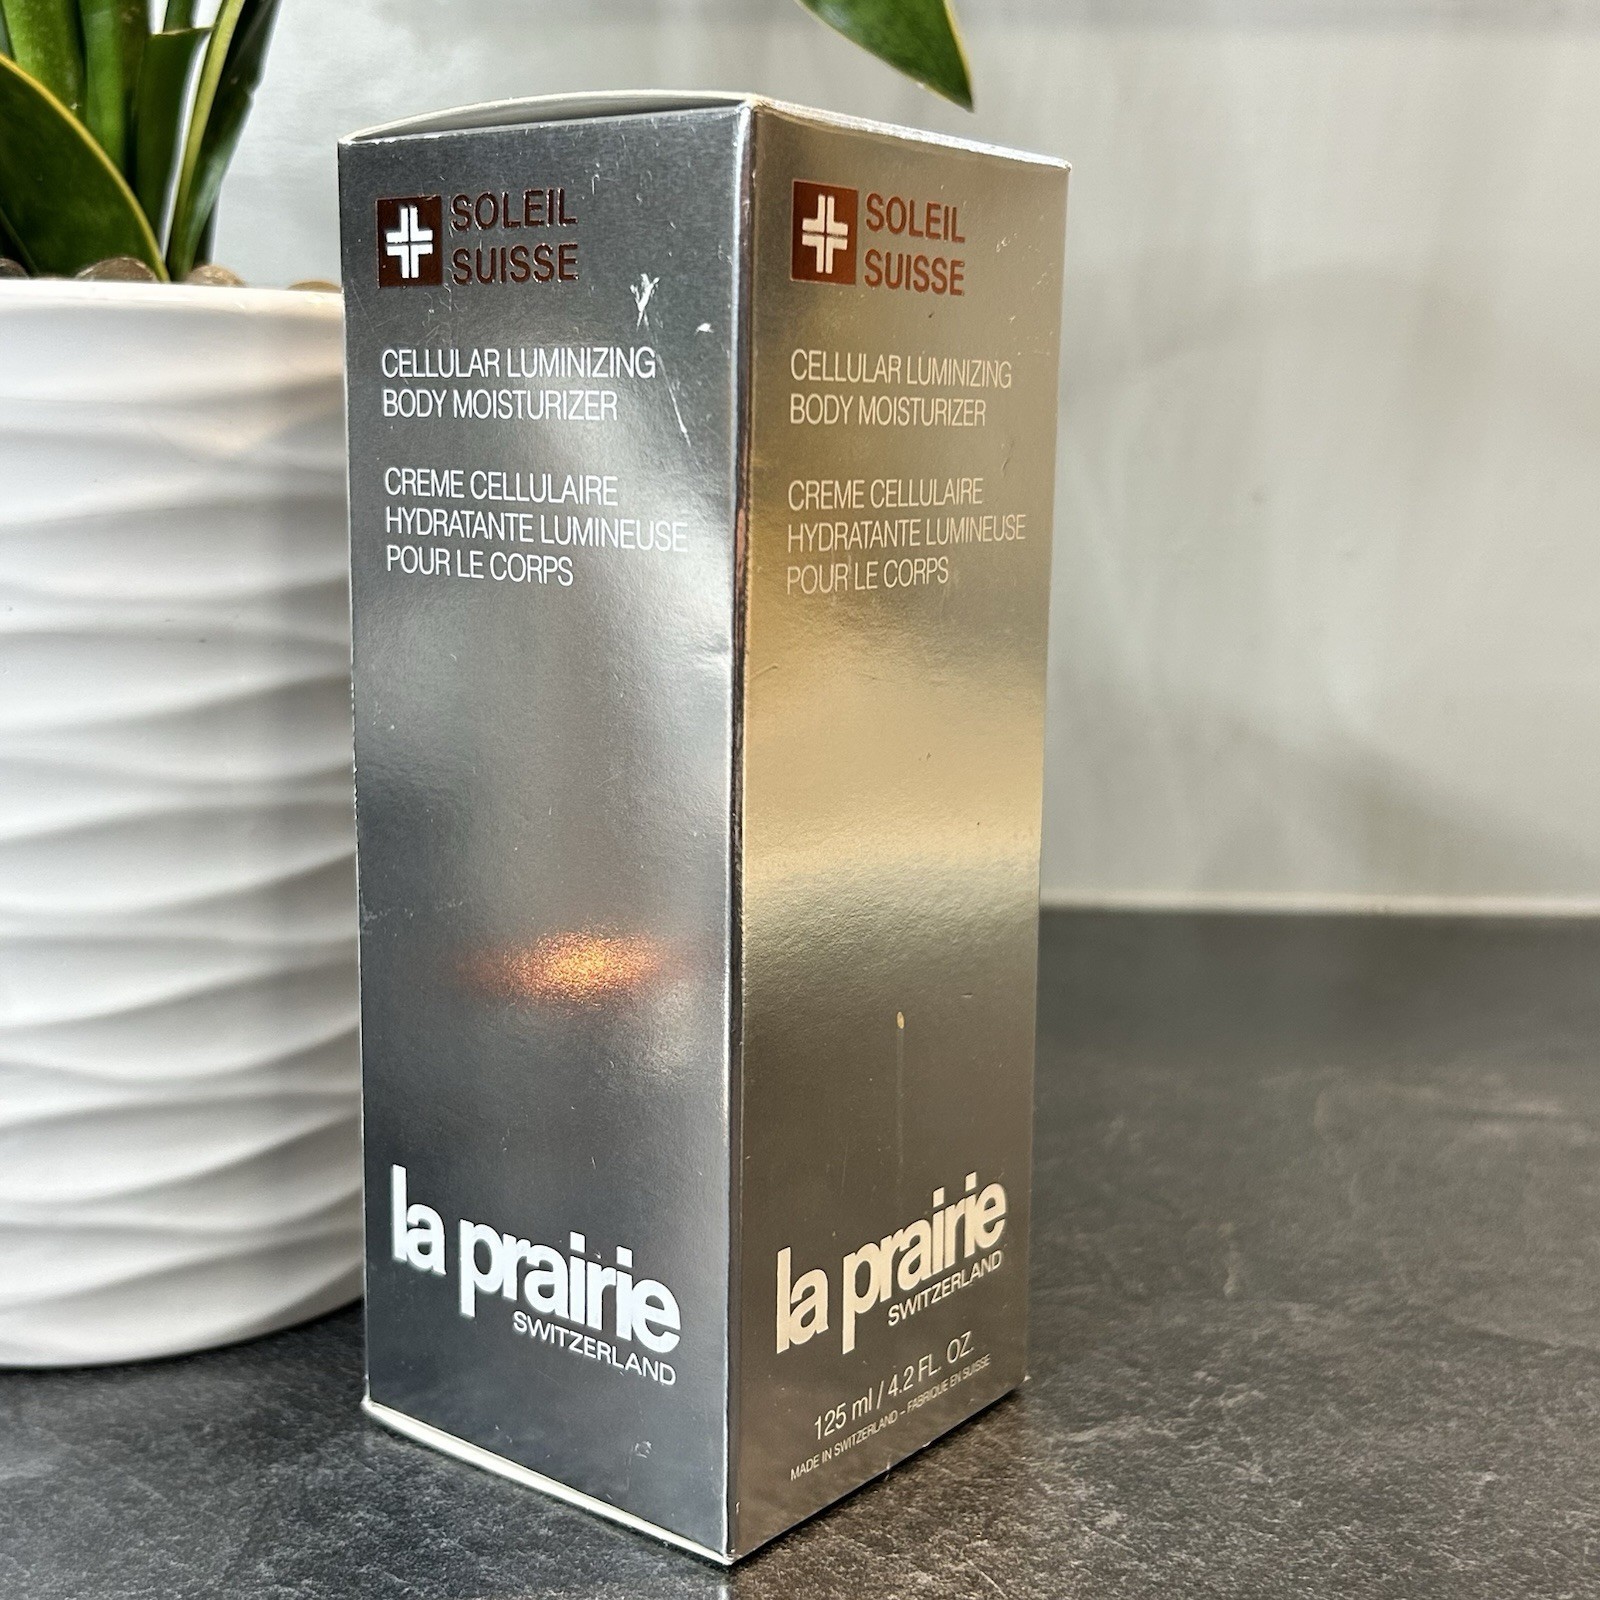 SOLEIL
SUISSE
CELLULAR LUMINIZING
BODY MOISTURIZER
CREME CELLULAIRE
HYDRATANTE LUMINEUSE
POUR LE CORPS
la prairie
SWITZERLAND
SOLEIL
SUISSE
CELLULAR LUMINIZING
BODY MOISTURIZER
CREME CELLULAIRE
HYDRATANTE LUMINEUSE
POUR LE CORPS
la prairie
SWITZERLAND
125 ml / 4.2 FL. OZ.
MADE IN SWITZERLAND – FABRIQUE EN SUISSE